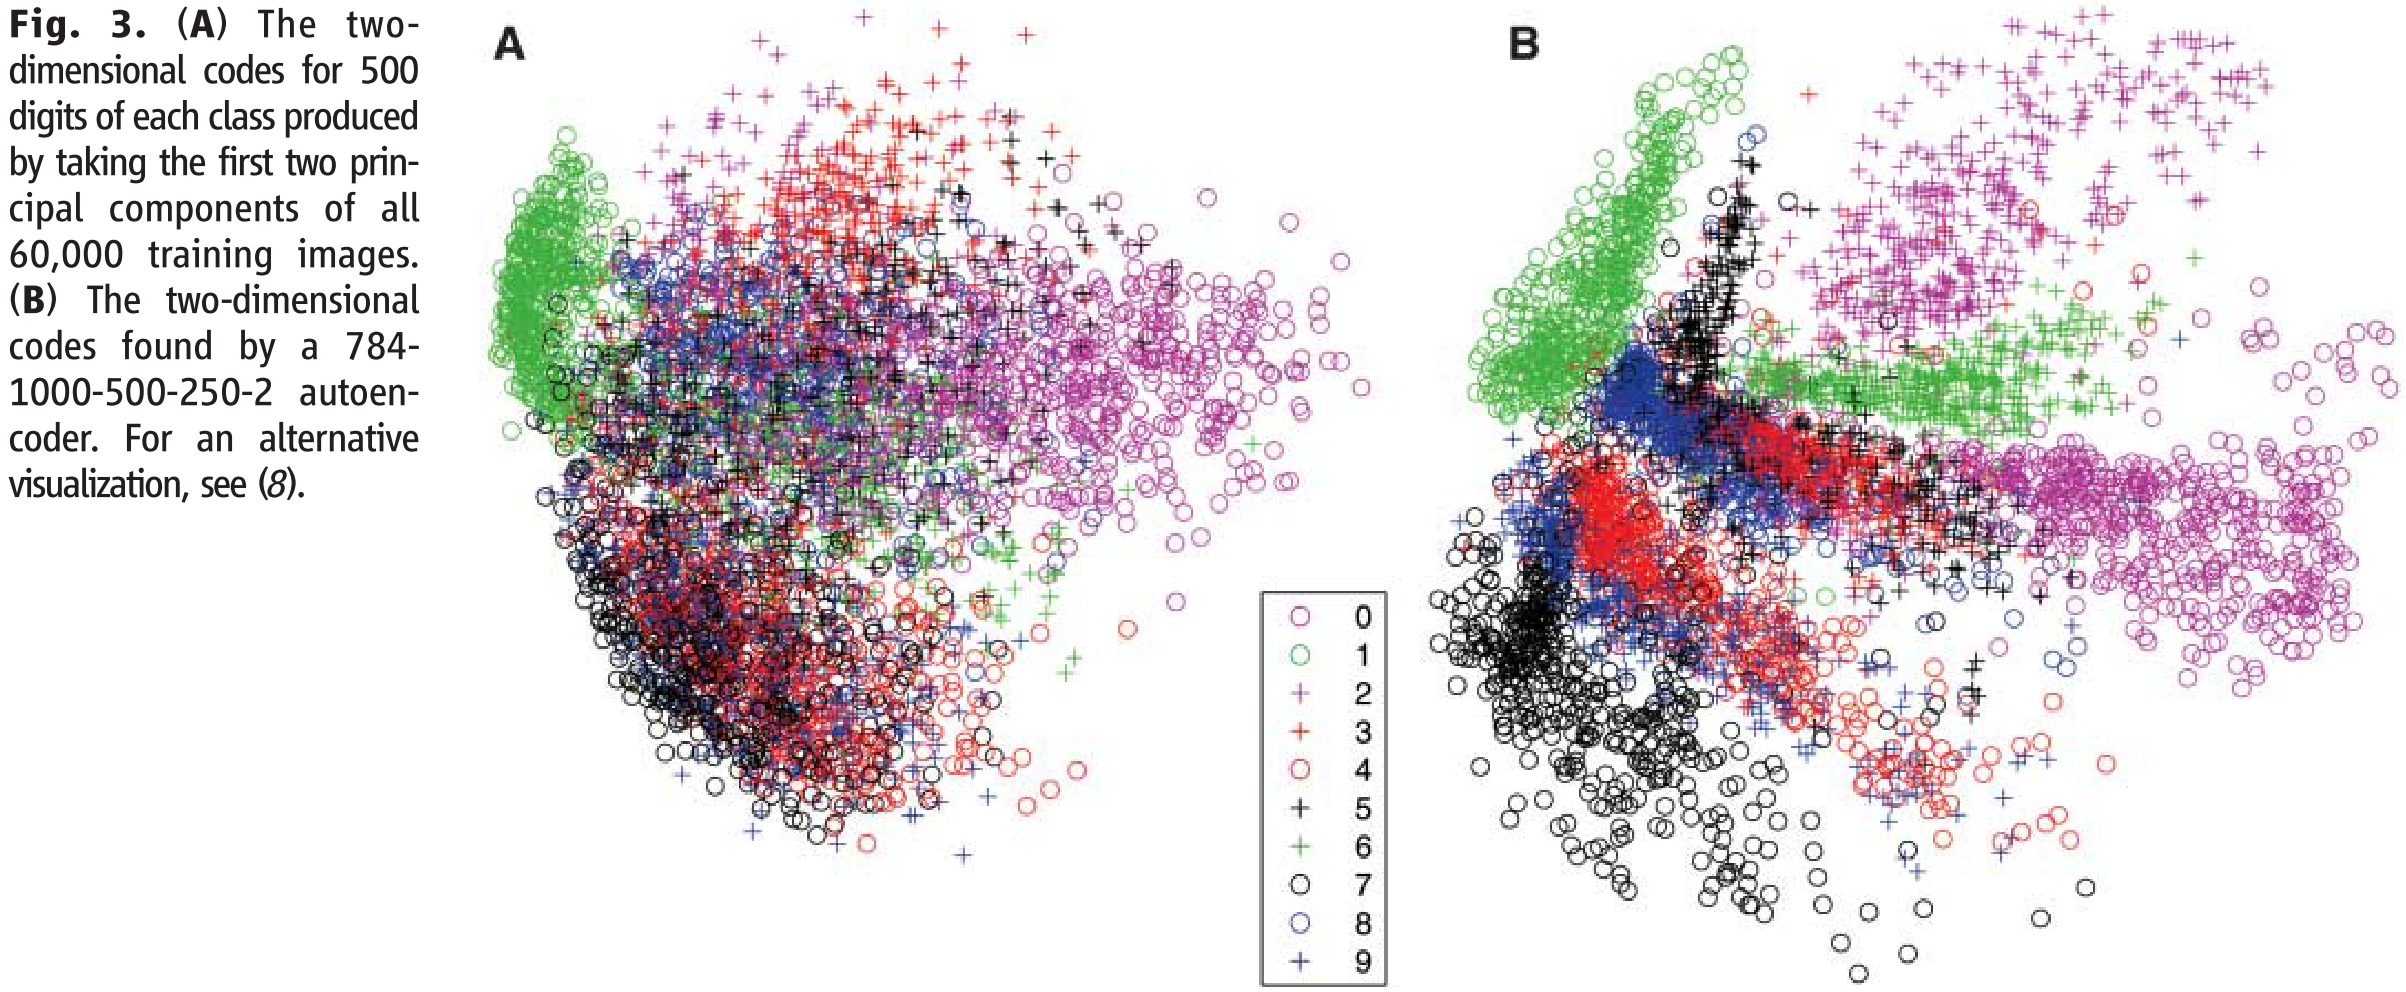 Fig. 3. (A) The two-
dimensional codes for 500
digits of each class produced
by taking the first two prin-
cipal components of all
60,000 training images.
(B) The two-dimensional
codes found by a 784-
1000-500-250-2 autoen-
coder. For an alternative
visualization, see (8).
A
B
0
1
2
3
4
5
6
7
8
9